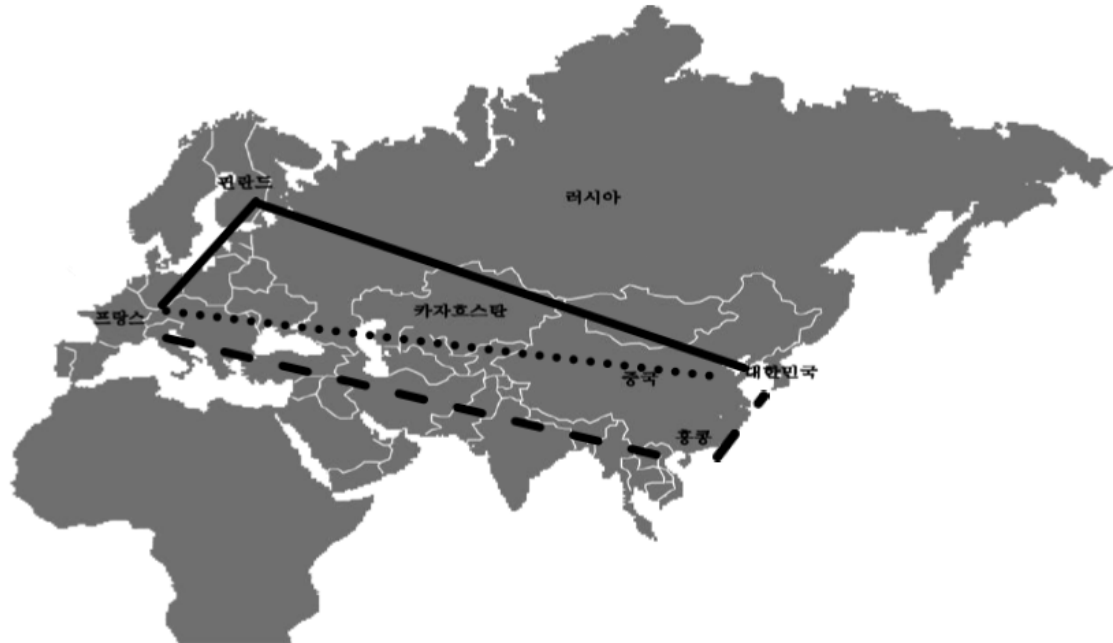 핀란드
러시아
카자흐스탄
프랑스
중국
대한민국
홍콩